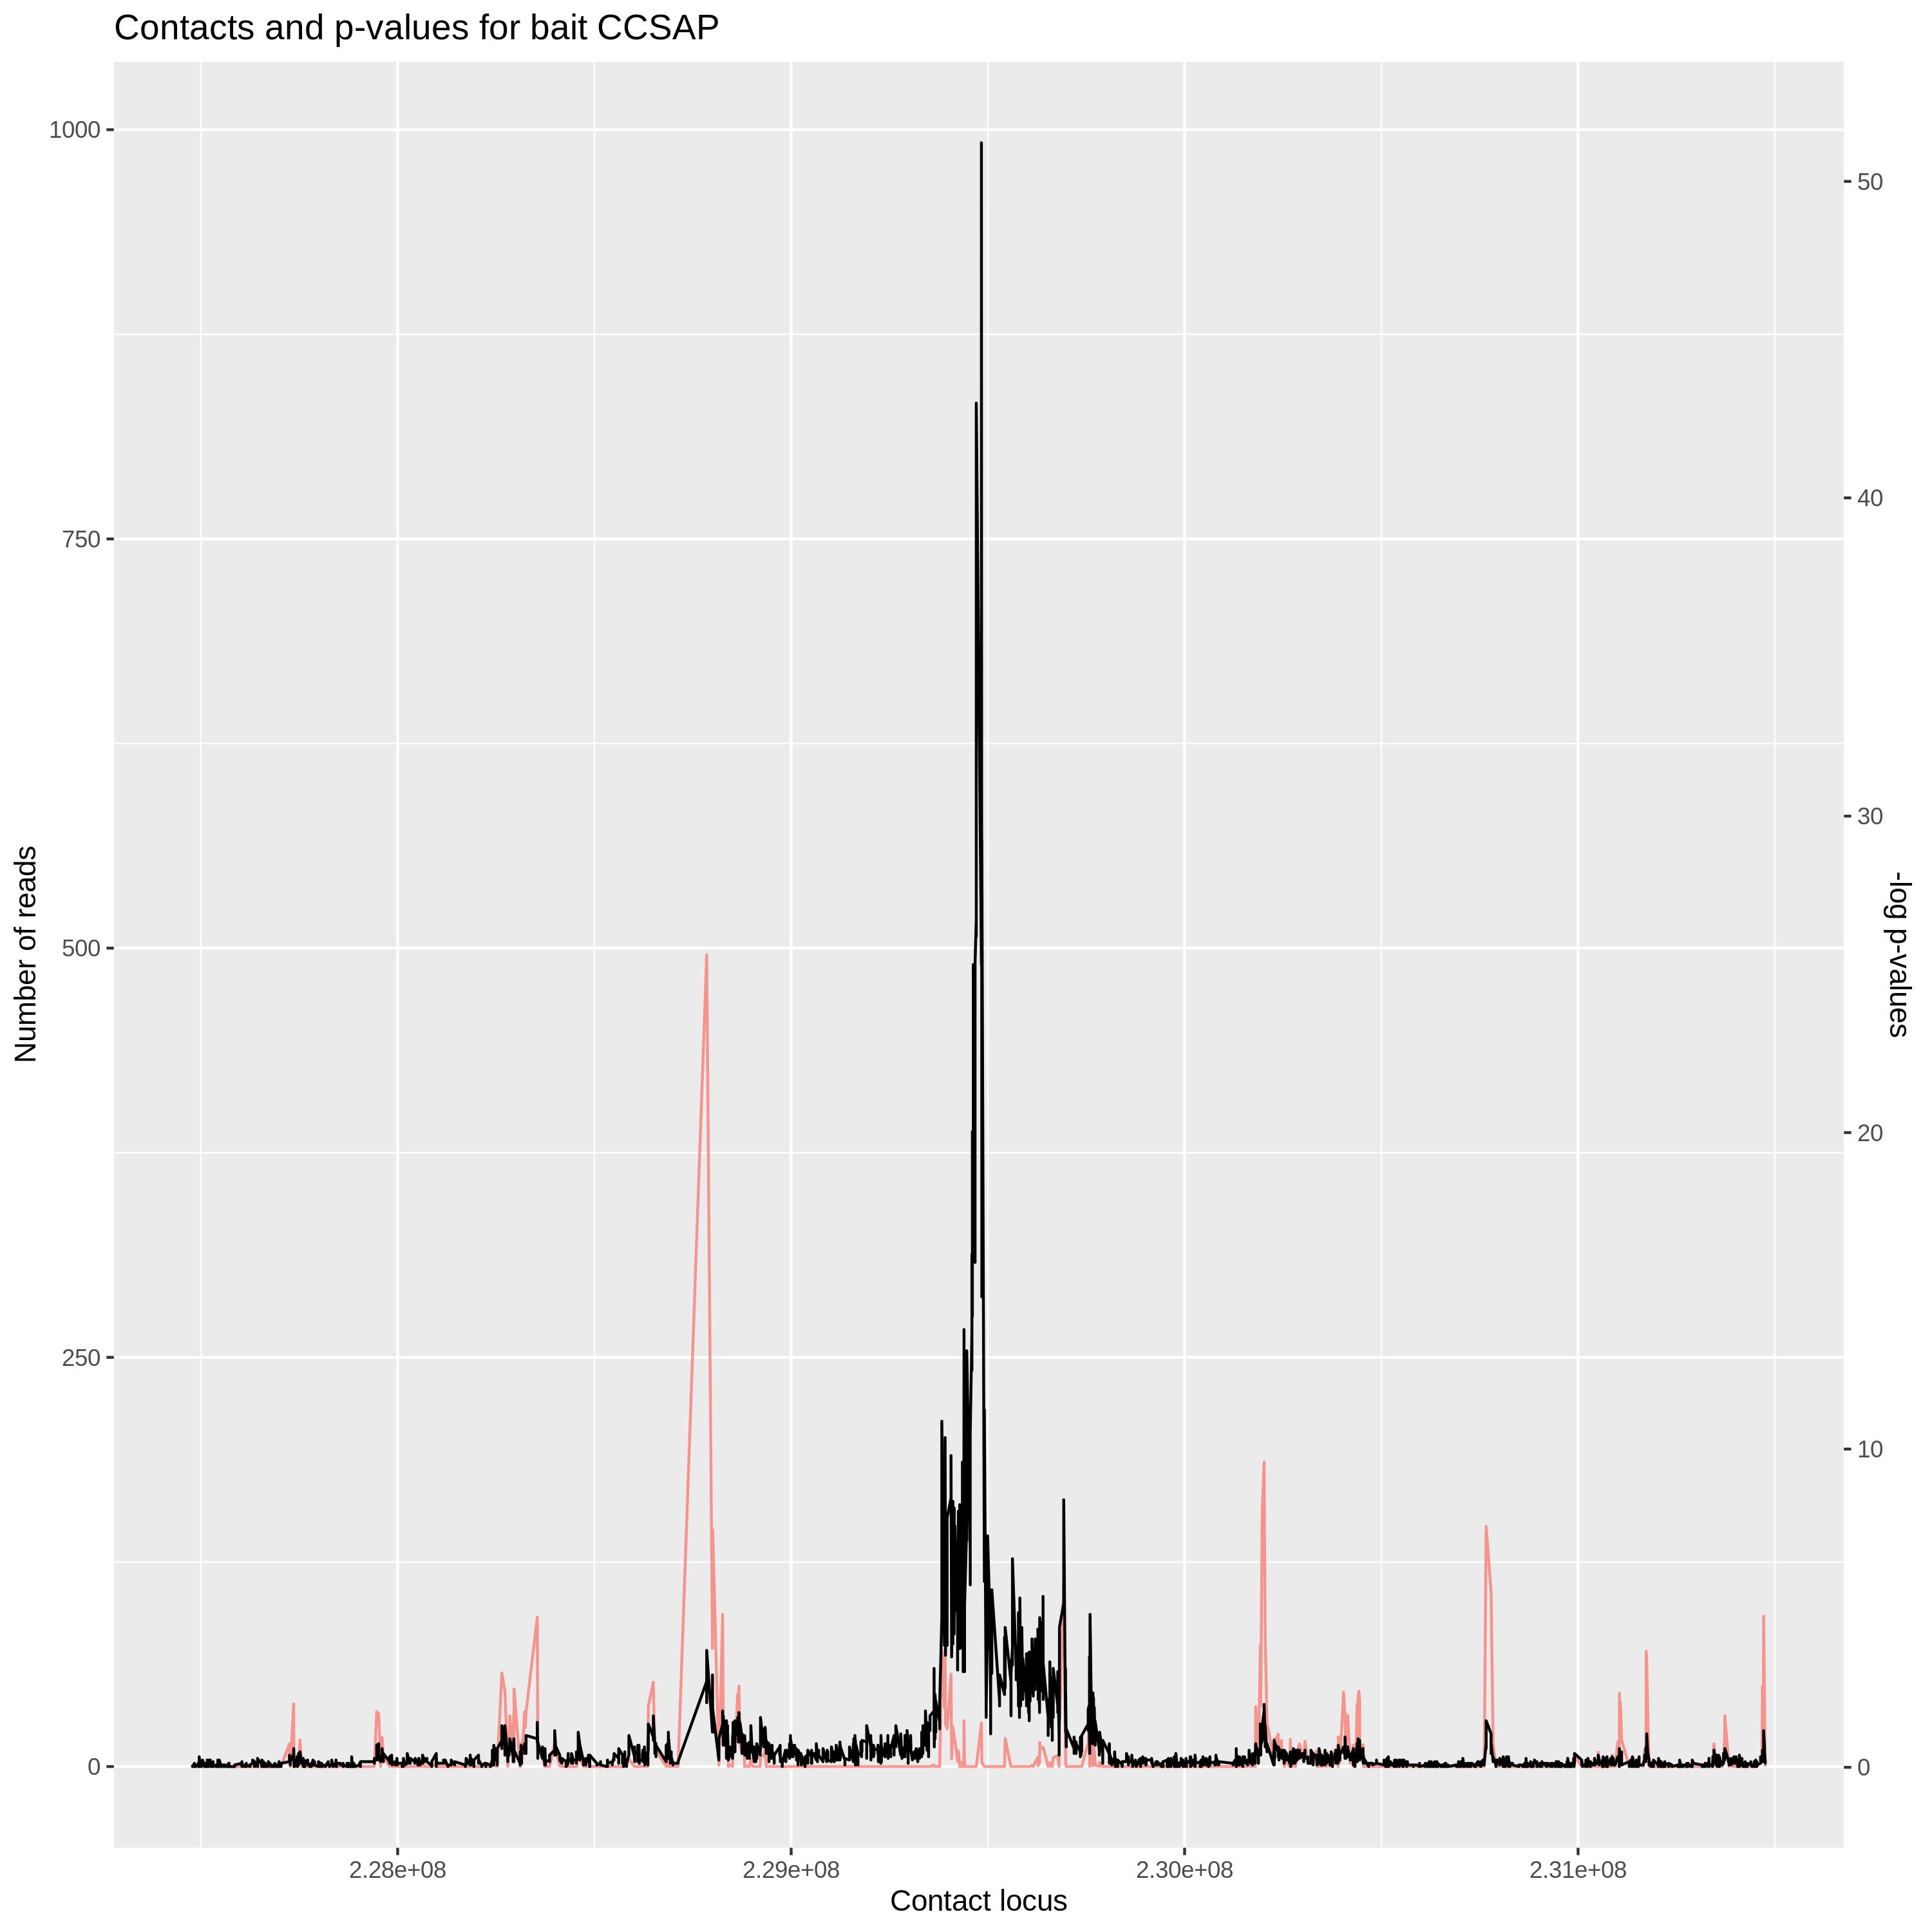 Contacts and p-values for bait CCSAP
1000
750
500
250
0
Number of reads
50
40
30
20
10
0
-log p-values
2.28e+08
2.29e+08
2.30e+08
2.31e+08
Contact locus